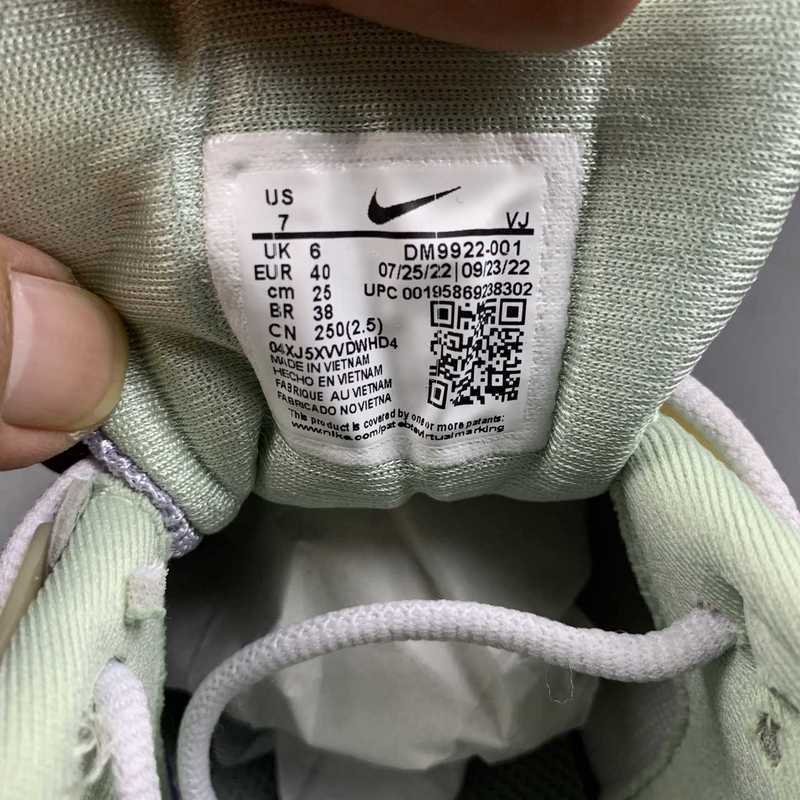 US
7 VJ
UK 6 DM9922-001
EUR 40 07/25/22|09/23/22
cm 25 UPC 00195869238302
BR 38
CN 250(2.5)
04XJ5XVVDWHD4
MADE IN VIETNAM
HECHO EN VIETNAM
FABRIQUE AU VIETNAM
FABRICADO NO VIETNA
This product is covered by one or more patents: